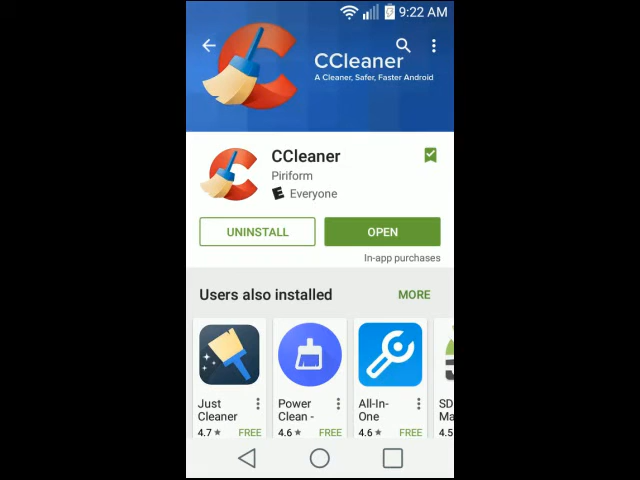 9:22 AM
CCleaner
A Cleaner, Safer, Faster Android
CCleaner
Piriform
E Everyone
UNINSTALL
OPEN
In-app purchases
Users also installed
MORE
Just
Cleaner
4.7 ★ FREE
Power
Clean -
4.6 ★ FREE
All-In-
One
4.6 ★ FREE
SD
Ma
4.5